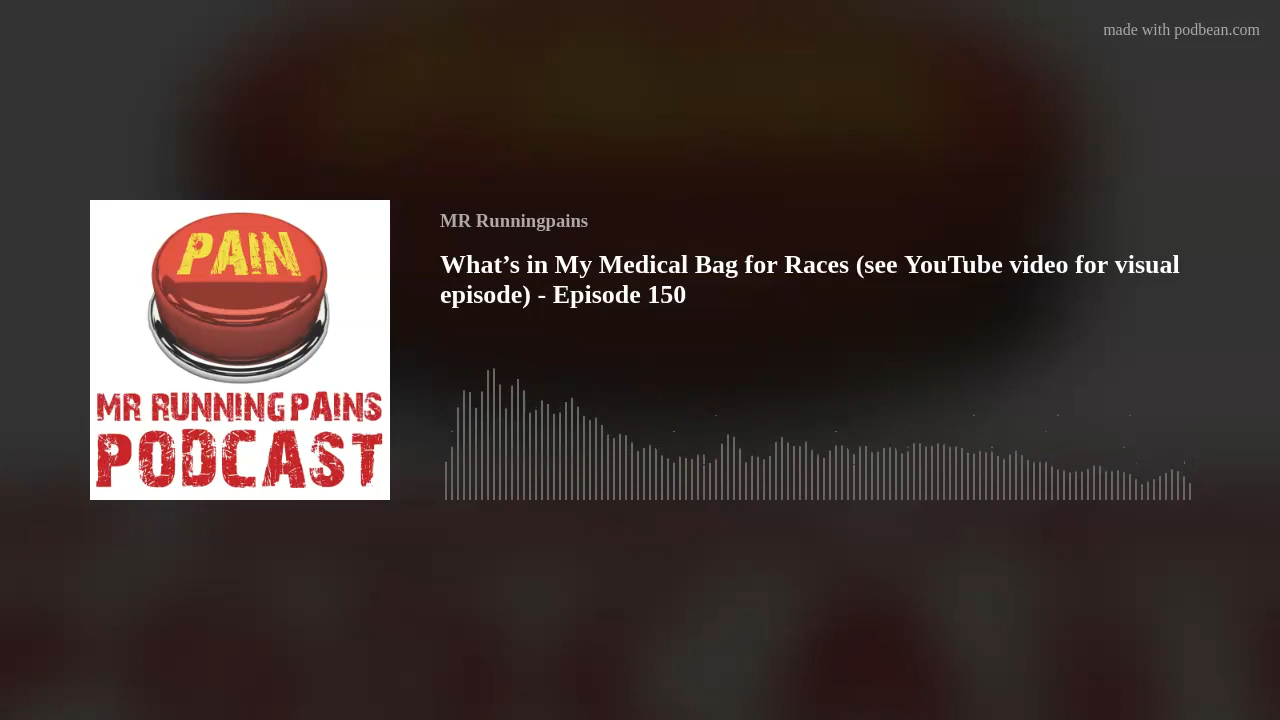 made with podbean.com
PAIN
MR RUNNING PAINS
PODCAST
MR Runningpains
What’s in My Medical Bag for Races (see YouTube video for visual
episode) - Episode 150